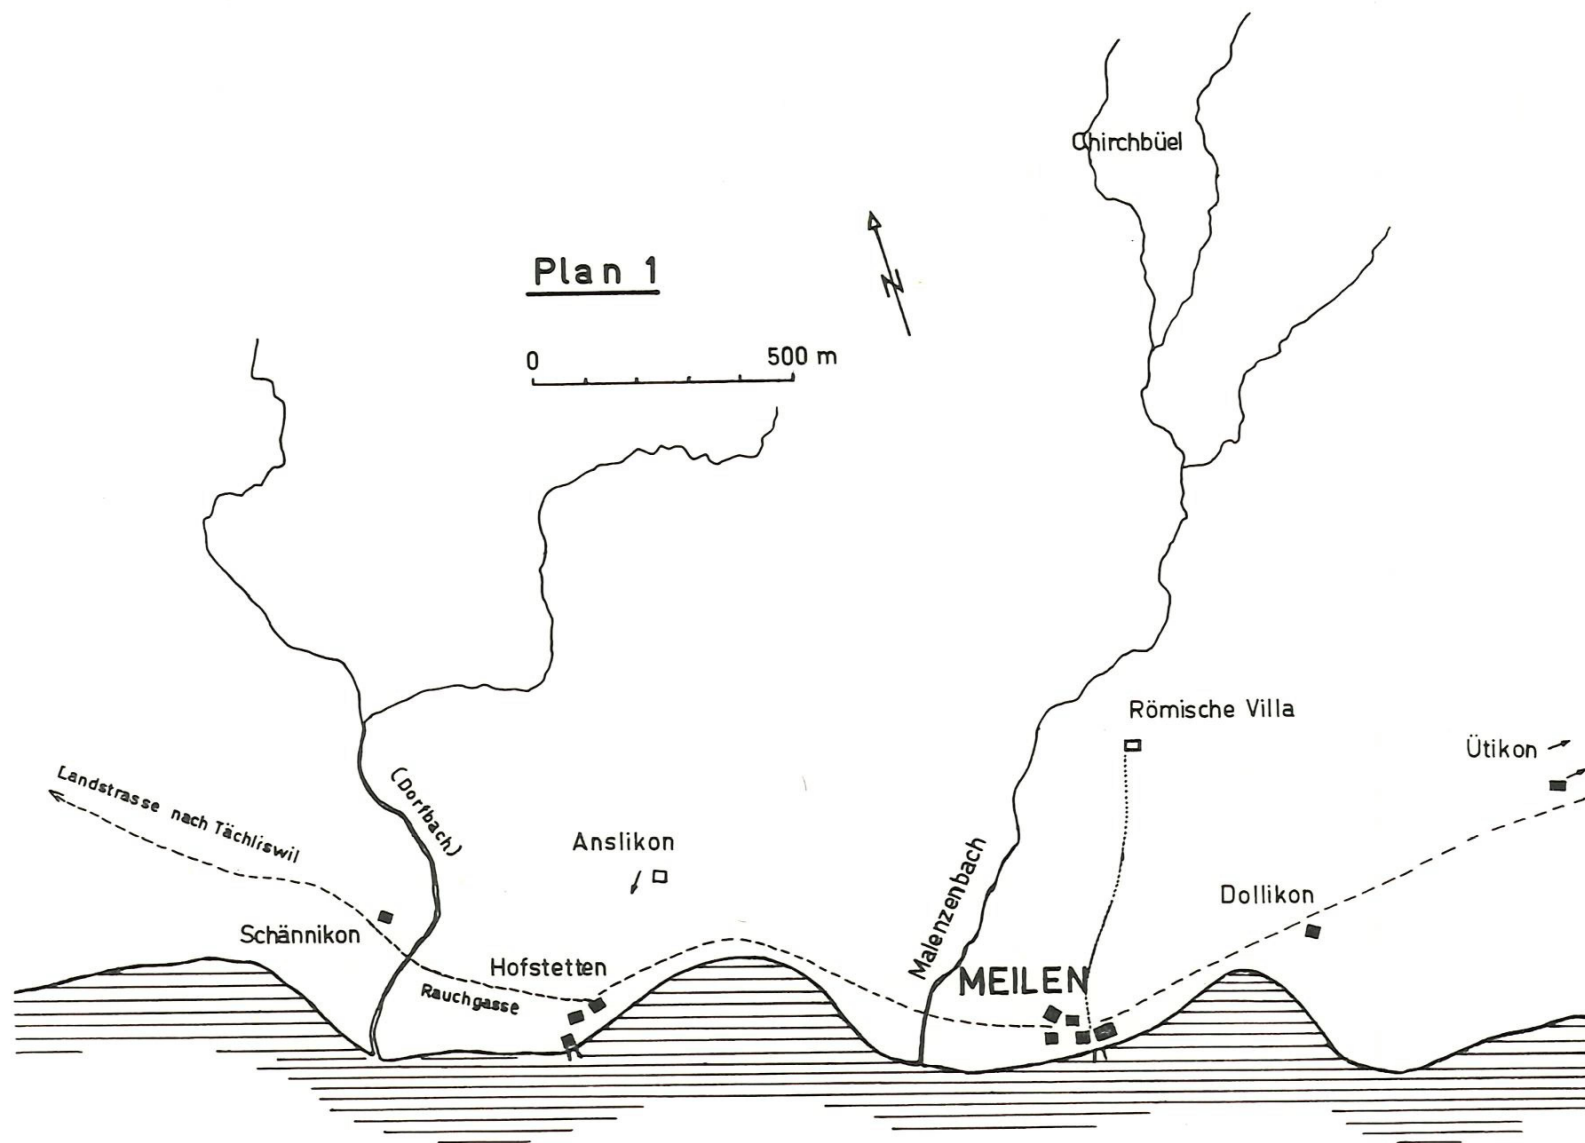 Chirchbüel
Plan 1
N
0 500 m
Römische Villa
Ütikon
Landstrasse nach Tächliswil
(Dorfbach)
Anslikon
Malenzenbach
Dollikon
Schännikon
Hofstetten
MEILEN
Rauchgasse